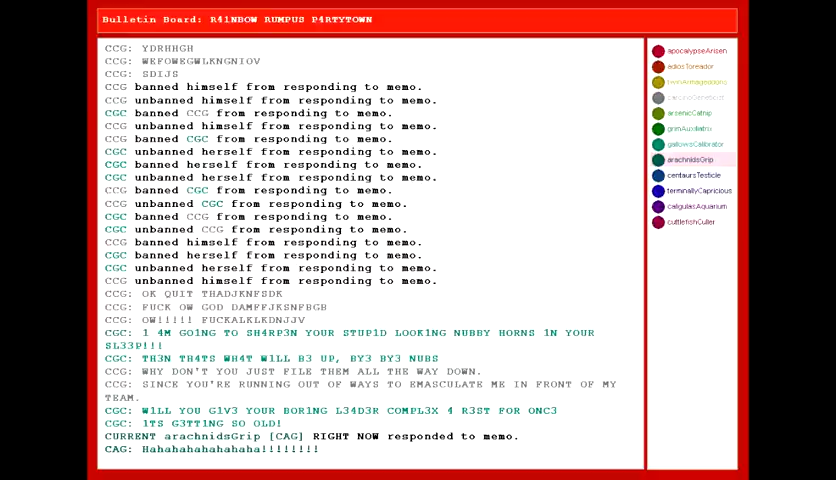 Bulletin Board: R41NBOW RUMPUS P4RTYTOWN
CCG: YDRHHGH
CCG: WEFOWEGWLKNGNIOV
CCG: SDIJS
CCG banned himself from responding to memo.
CCG unbanned himself from responding to memo.
CGC banned CCG from responding to memo.
CCG unbanned himself from responding to memo.
CCG banned CGC from responding to memo.
CGC unbanned herself from responding to memo.
CGC banned herself from responding to memo.
CGC unbanned herself from responding to memo.
CCG banned CGC from responding to memo.
CCG unbanned CGC from responding to memo.
CCG banned CCG from responding to memo.
CCG unbanned CCG from responding to memo.
CCG banned himself from responding to memo.
CGC banned herself from responding to memo.
CGC unbanned herself from responding to memo.
CCG unbanned himself from responding to memo.
CCG: OK QUIT THADJKNFSDK
CCG: FUCK OW GOD DAMFFJKSNFBGB
CCG: OW!!!!! FUCKALKLKDNJJV
CGC: 1 4M GO1NG TO SH4RP3N YOUR STUP1D LOOK1NG NUBBY HORNS 1N YOUR
SL33P!!!
CGC: TH3N TH4TS WH4T W1LL B3 UP, BY3 BY3 NUBS
CCG: WHY DON'T YOU JUST FILE THEM ALL THE WAY DOWN.
CCG: SINCE YOU'RE RUNNING OUT OF WAYS TO EMASCULATE ME IN FRONT OF MY
TEAM.
CGC: W1LL YOU G1V3 YOUR BOR1NG L34D3R COMPL3X 4 R3ST FOR ONC3
CGC: 1TS G3TT1NG SO OLD!
CURRENT arachnidsGrip [CAG] RIGHT NOW responded to memo.
CAG: Hahahahahahaha!!!!!!!!
apocalypseArisen
adiosToreador
twinArmageddons
carcinoGeneticist
arsenicCatnip
grimAuxiliatrix
gallowsCalibrator
arachnidsGrip
centaursTesticle
terminallyCapricious
caligulasAquarium
cuttlefishCuller